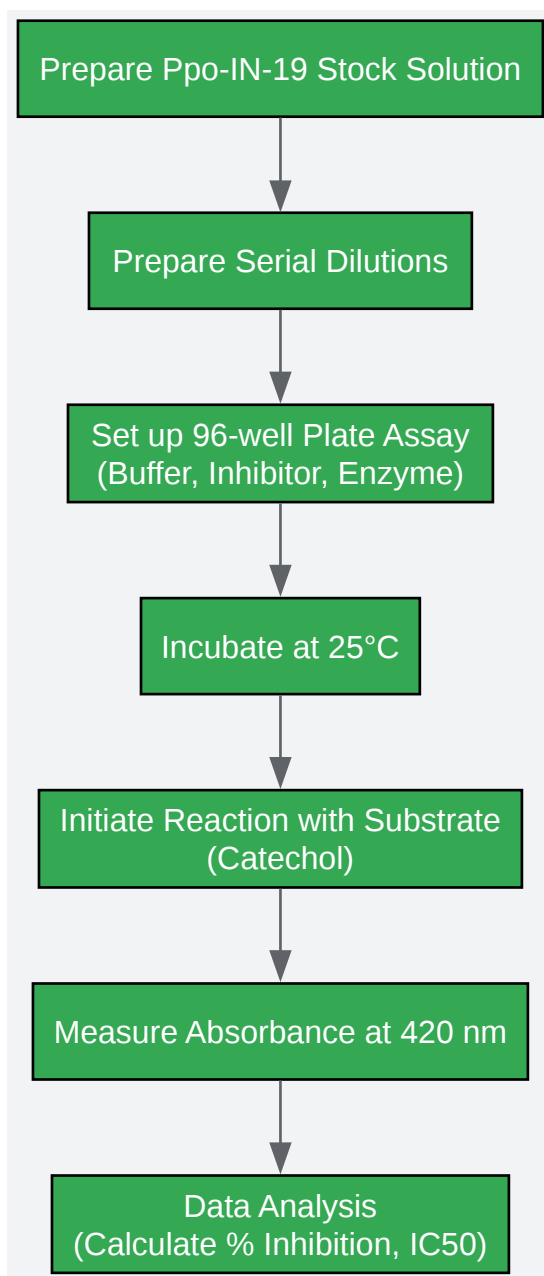 Prepare Ppo-IN-19 Stock Solution
Prepare Serial Dilutions
Set up 96-well Plate Assay
(Buffer, Inhibitor, Enzyme)
Incubate at 25°C
Initiate Reaction with Substrate
(Catechol)
Measure Absorbance at 420 nm
Data Analysis
(Calculate % Inhibition, IC50)